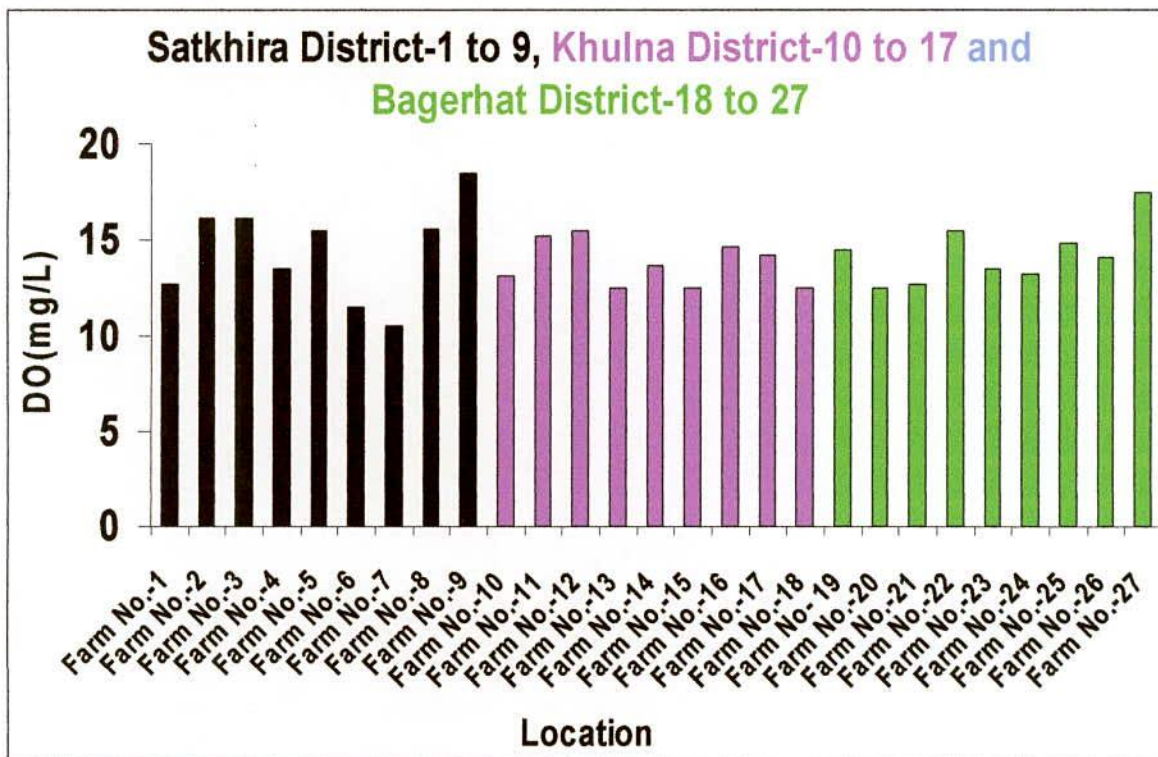 Satkhira District-1 to 9, Khulna District-10 to 17 and
Bagerhat District-18 to 27
20
15
10
5
0
DO(mg/L)
Farm No.-1
Farm No.-2
Farm No.-3
Farm No.-4
Farm No.-5
Farm No.-6
Farm No.-7
Farm No.-8
Farm No.-9
Farm No.-10
Farm No.-11
Farm No.-12
Farm No.-13
Farm No.-14
Farm No.-15
Farm No.-16
Farm No.-17
Farm No.-18
Farm No.- 19
Farm No.-20
Farm No.-21
Farm No.-22
Farm No.-23
Farm No.-24
Farm No.-25
Farm No.-26
Farm No.-27
Location